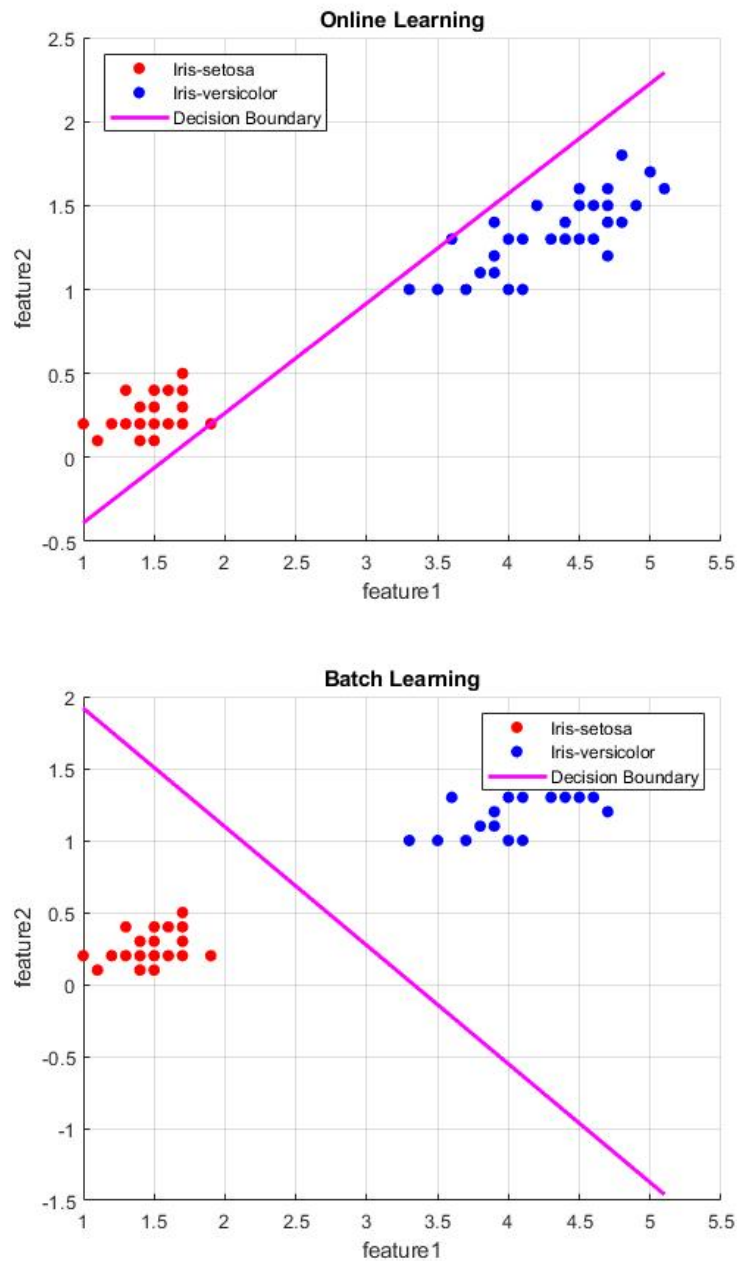 Online Learning
2.5
2
1.5
1
0.5
0
-0.5
feature2
Iris-setosa
Iris-versicolor
Decision Boundary
1 1.5 2 2.5 3 3.5 4 4.5 5 5.5
feature1
Batch Learning
2
1.5
1
0.5
0
-0.5
-1
-1.5
feature2
Iris-setosa
Iris-versicolor
Decision Boundary
1 1.5 2 2.5 3 3.5 4 4.5 5 5.5
feature1